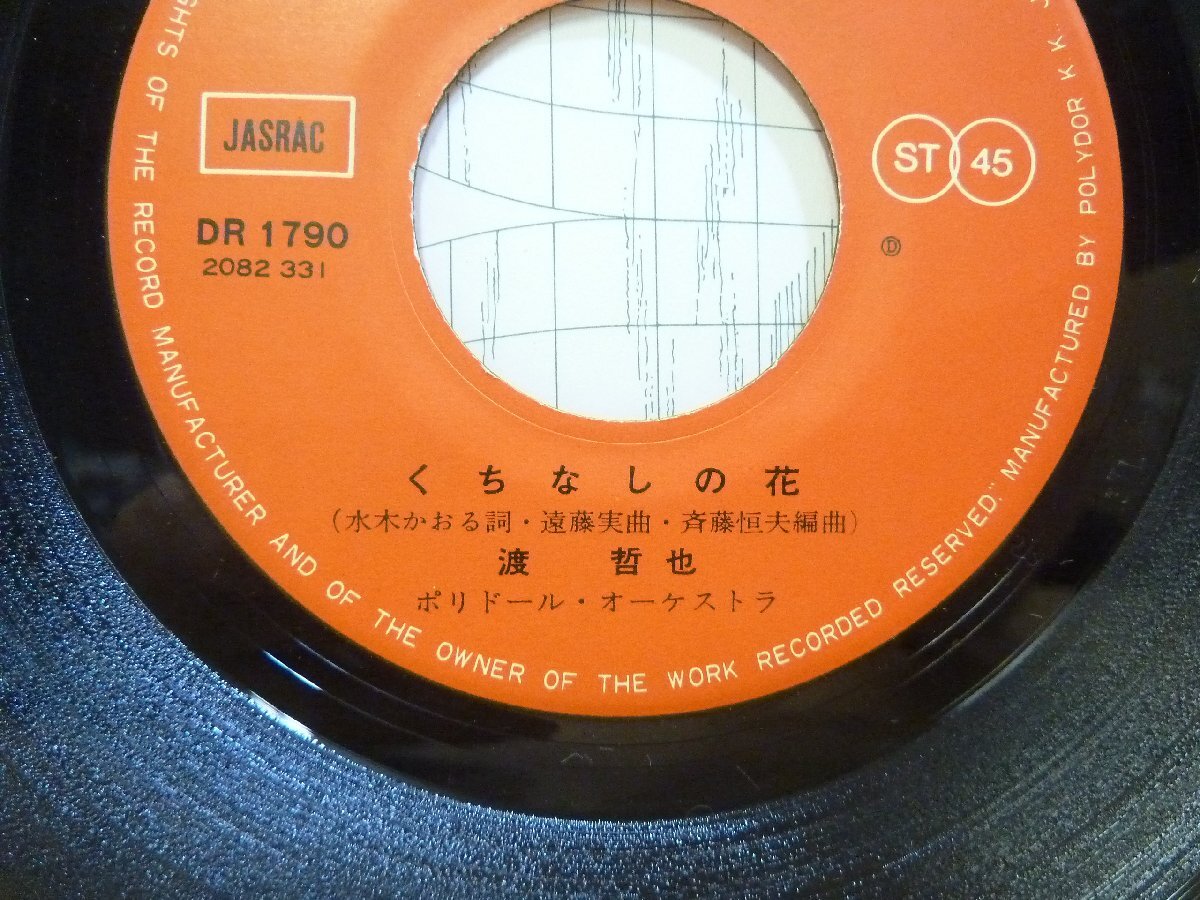 JASRAC
DR 1790
2082 331
ST 45
Ⓓ
くちなしの花
(水木かおる詞・遠藤実曲・斉藤恒夫編曲)
渡 哲也
ポリドール・オーケストラ
OF THE RECORD MANUFACTURER AND OF THE OWNER OF THE WORK RECORDED RESERVED." MANUFACTURED BY POLYDOR K.K.